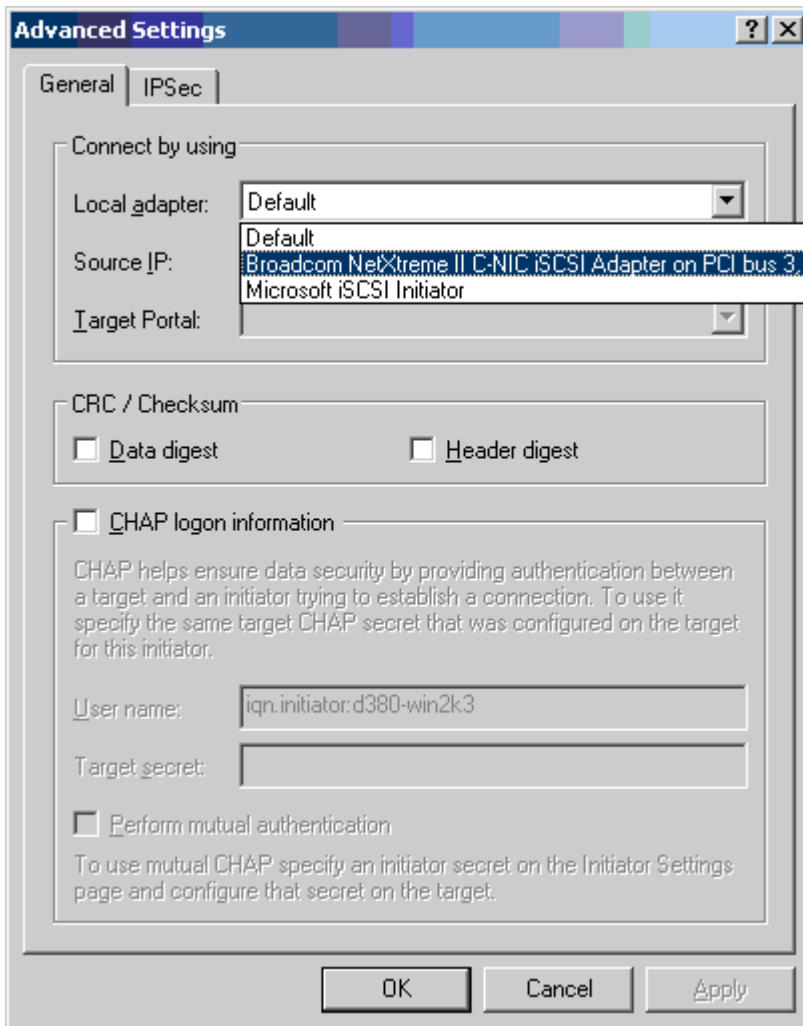 Advanced Settings
General
IPSec
Connect by using
Local adapter:
Default
Default
Source IP:
Broadcom NetXtreme II C-NIC iSCSI Adapter on PCI bus 3,
Microsoft iSCSI Initiator
Target Portal:
CRC / Checksum
Data digest
Header digest
CHAP logon information
CHAP helps ensure data security by providing authentication between
a target and an initiator trying to establish a connection. To use it
specify the same target CHAP secret that was configured on the target
for this initiator.
User name:
iqn.initiator:d380-win2k3
Target secret:
Perform mutual authentication
To use mutual CHAP specify an initiator secret on the Initiator Settings
page and configure that secret on the target.
OK
Cancel
Apply